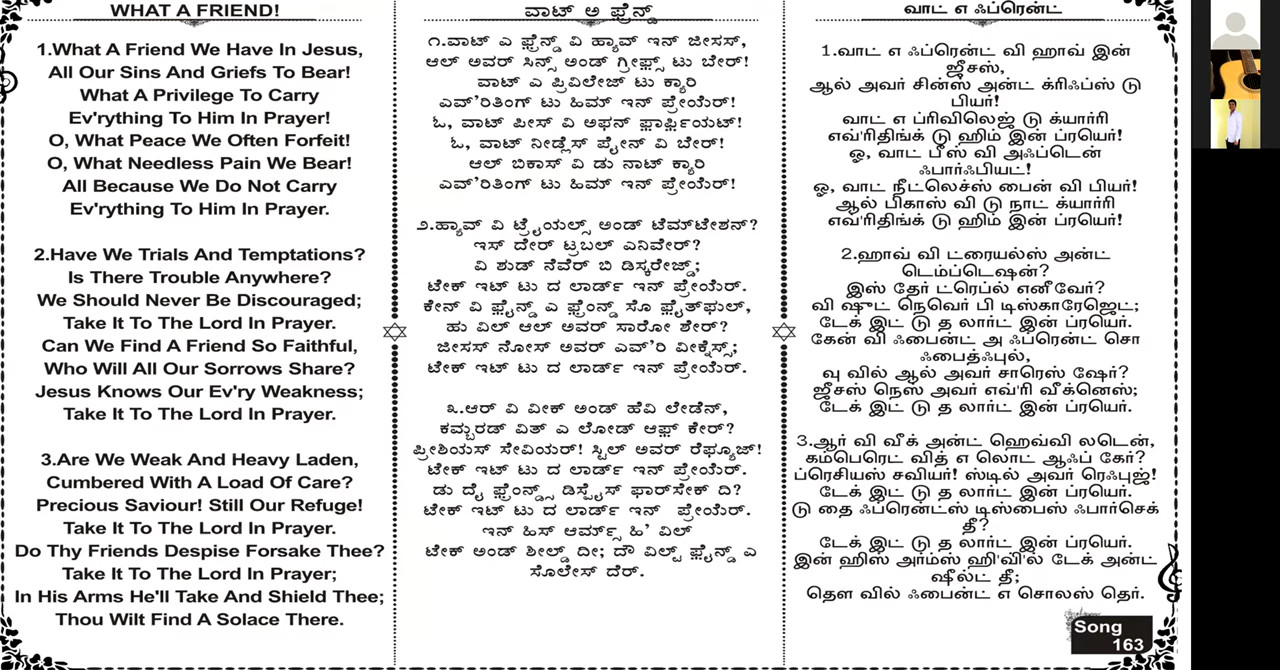 WHAT A FRIEND!
1.What A Friend We Have In Jesus,
All Our Sins And Griefs To Bear!
What A Privilege To Carry
Ev'rything To Him In Prayer!
O, What Peace We Often Forfeit!
O, What Needless Pain We Bear!
All Because We Do Not Carry
Ev'rything To Him In Prayer.
2.Have We Trials And Temptations?
Is There Trouble Anywhere?
We Should Never Be Discouraged;
Take It To The Lord In Prayer.
Can We Find A Friend So Faithful,
Who Will All Our Sorrows Share?
Jesus Knows Our Ev'ry Weakness;
Take It To The Lord In Prayer.
3.Are We Weak And Heavy Laden,
Cumbered With A Load Of Care?
Precious Saviour! Still Our Refuge!
Take It To The Lord In Prayer.
Do Thy Friends Despise Forsake Thee?
Take It To The Lord In Prayer;
In His Arms He'll Take And Shield Thee;
Thou Wilt Find A Solace There.
ವಾಟ್ ಅ ಫ್ರೆನ್ಡ್
೧.ವಾಟ್ ಎ ಫ಼್ರೆನ್ಡ್ ವಿ ಹ್ಯಾವ್ ಇನ್ ಜೀಸಸ್,
ಆಲ್ ಅವರ್ ಸಿನ್ಸ್ ಅಂಡ್ ಗ್ರೀಫ಼್ಸ್ ಟು ಬೇರ್!
ವಾಟ್ ಎ ಪ್ರಿವಿಲೇಜ್ ಟು ಕ್ಯಾರಿ
ಎವ್'ರಿತಿಂಗ್ ಟು ಹಿಮ್ ಇನ್ ಪ್ರೇಯೆರ್!
ಓ, ವಾಟ್ ಪೀಸ್ ವಿ ಅಫನ್ ಫ಼ಾರ್ಫ಼ಿಯಟ್!
ಓ, ವಾಟ್ ನೀಡ್ಲೆಸ್ ಪೈನ್ ವಿ ಬೇರ್!
ಆಲ್ ಬಿಕಾಸ್ ವಿ ಡು ನಾಟ್ ಕ್ಯಾರಿ
ಎವ್'ರಿತಿಂಗ್ ಟು ಹಿಮ್ ಇನ್ ಪ್ರೇಯೆರ್!
೨.ಹ್ಯಾವ್ ವಿ ಟ್ರೈಯಲ್ಸ್ ಅಂಡ್ ಟೆಮ್‌ಟೇಶನ್?
ಇಸ್ ದೇರ್ ಟ್ರಬಲ್ ಎನಿವೇರ್?
ವಿ ಶುಡ್ ನೆವೆರ್ ಬಿ ಡಿಸ್ಕರೇಜ್ಡ್;
ಟೇಕ್ ಇಟ್ ಟು ದ ಲಾರ್ಡ್ ಇನ್ ಪ್ರೇಯೆರ್.
ಕೇನ್ ವಿ ಫ಼ೈನ್ಡ್ ಎ ಫ಼್ರೆಂನ್ಡ್ ಸೊ ಫ಼ೈತ್‌ಫುಲ್,
ಹು ವಿಲ್ ಆಲ್ ಅವರ್ ಸಾರೋ ಶೇರ್?
ಜೀಸಸ್ ನೋಸ್ ಅವರ್ ಎವ್'ರಿ ವೀಕ್ನೆಸ್ಸ್;
ಟೇಕ್ ಇಟ್ ಟು ದ ಲಾರ್ಡ್ ಇನ್ ಪ್ರೇಯೆರ್.
೩.ಆರ್ ವಿ ವೀಕ್ ಅಂಡ್ ಹೆವಿ ಲೇಡೆನ್,
ಕಮ್ಬರಡ್ ವಿತ್ ಎ ಲೋಡ್ ಆಫ಼್ ಕೇರ್?
ಪ್ರೀಶಿಯಸ್ ಸೇವಿಯರ್! ಸ್ಟಿಲ್ ಅವರ್ ರೆಫ್ಯೂಜ್!
ಟೇಕ್ ಇಟ್ ಟು ದ ಲಾರ್ಡ್ ಇನ್ ಪ್ರೇಯೆರ್.
ಡು ದೈ ಫ಼್ರೆಂನ್ಡ್ಸ್ ಡಿಸ್ಪೈಸ್ ಫಾರ್‌ಸೇಕ್ ದಿ?
ಟೇಕ್ ಇಟ್ ಟು ದ ಲಾರ್ಡ್ ಇನ್ ಪ್ರೇಯೆರ್.
ಇನ್ ಹಿಸ್ ಆರ್ಮ್ಸ್ ಹಿ' ವಿಲ್
ಟೇಕ್ ಅಂಡ್ ಶೀಲ್ಡ್ ದೀ; ದೌ ವಿಲ್ಟ್ ಫ಼ೈನ್ಡ್ ಎ
ಸೊಲೇಸ್ ದೆರ್.
வாட் எ ஃப்ரென்ட்
1.வாட் எ ஃப்ரென்ட் வி ஹாவ் இன்
ஜீசஸ்,
ஆல் அவர் சின்ஸ் அன்ட் க்ரிஃப்ஸ் டு
பியர்!
வாட் எ ப்ரிவிலெஜ் டு க்யார்ரி
எவ்'ரிதிங்க் டு ஹிம் இன் ப்ரயெர்!
ஓ, வாட் பீஸ் வி அஃப்டென்
ஃபார்ஃபியட்!
ஓ, வாட் நீட்லெச்ஸ் பைன் வி பியர்!
ஆல் பிகாஸ் வி டு நாட் க்யார்ரி
எவ்'ரிதிங்க் டு ஹிம் இன் ப்ரயெர்!
2.ஹாவ் வி ட்ரையல்ஸ் அன்ட்
டெம்ப்டெஷன்?
இஸ் தேர் ட்ரெப்ல் எனீவேர்?
வி ஷுட் நெவெர் பி டிஸ்காரேஜெட்;
டேக் இட் டு த லார்ட் இன் ப்ரயெர்.
கேன் வி ஃபைன்ட் அ ஃப்ரென்ட் சொ
ஃபைத்ஃபுல்,
வு வில் ஆல் அவர் சாரெஸ் ஷேர்?
ஜீசஸ் நெஸ் அவர் எவ்'ரி வீக்னெஸ்;
டேக் இட் டு த லார்ட் இன் ப்ரயெர்.
3.ஆர் வி வீக் அன்ட் ஹெவ்வி லடென்,
கம்பெரெட் வித் எ லொட் ஆஃப் கேர்?
ப்ரெசியஸ் சவியர்! ஸ்டில் அவர் ரெஃபுஜ்!
டேக் இட் டு த லார்ட் இன் ப்ரயெர்.
டு தை ஃப்ரென்ட்ஸ் டிஸ்பைஸ் ஃபார்செக்
தீ?
டேக் இட் டு த லார்ட் இன் ப்ரயெர்.
இன் ஹிஸ் அர்ம்ஸ் ஹி'வி'ல் டேக் அன்ட்
ஷீல்ட் தீ;
தௌ வில் ஃபைன்ட் எ சொலஸ் தெர்.
Song
163